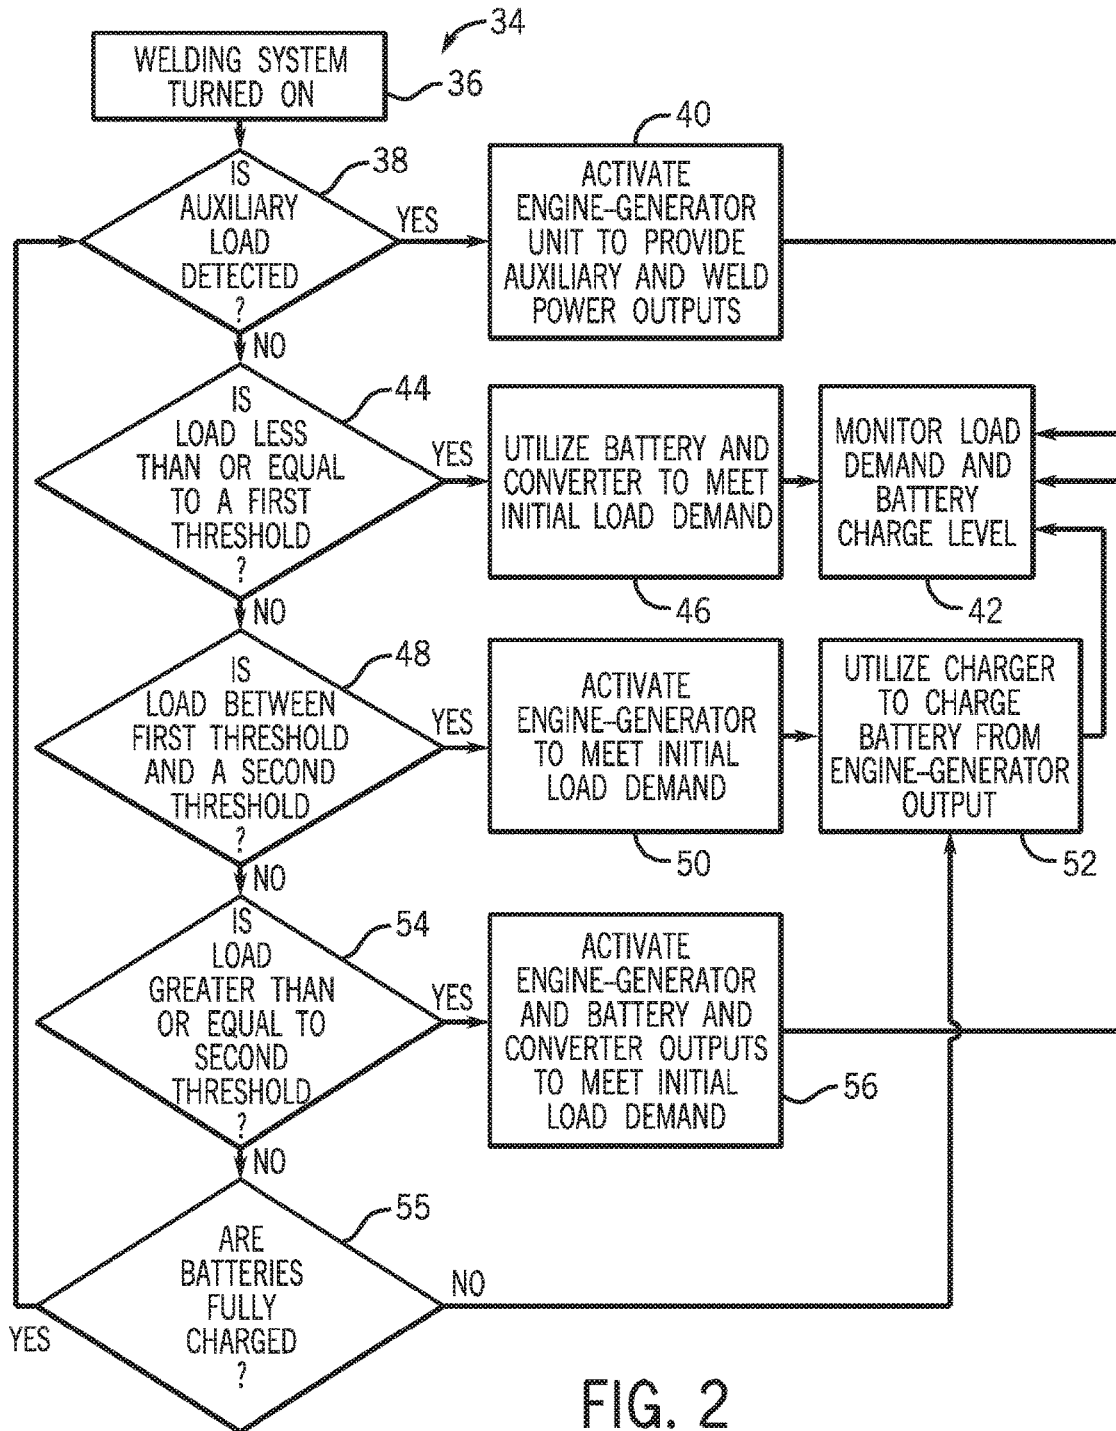 34
WELDING SYSTEM
TURNED ON
36
IS
AUXILIARY
LOAD
DETECTED
?
38
YES
NO
40
ACTIVATE
ENGINE–GENERATOR
UNIT TO PROVIDE
AUXILIARY AND WELD
POWER OUTPUTS
IS
LOAD LESS
THAN OR EQUAL
TO A FIRST
THRESHOLD
?
44
YES
NO
UTILIZE BATTERY AND
CONVERTER TO MEET
INITIAL LOAD DEMAND
46
MONITOR LOAD
DEMAND AND
BATTERY
CHARGE LEVEL
42
IS
LOAD BETWEEN
FIRST THRESHOLD
AND A SECOND
THRESHOLD
?
48
YES
NO
ACTIVATE
ENGINE–GENERATOR
TO MEET INITIAL
LOAD DEMAND
50
UTILIZE CHARGER
TO CHARGE
BATTERY FROM
ENGINE–GENERATOR
OUTPUT
52
IS
LOAD
GREATER THAN
OR EQUAL TO
SECOND
THRESHOLD
?
54
YES
NO
ACTIVATE
ENGINE–GENERATOR
AND BATTERY AND
CONVERTER OUTPUTS
TO MEET INITIAL
LOAD DEMAND
56
ARE
BATTERIES
FULLY
CHARGED
?
55
NO
YES
FIG. 2